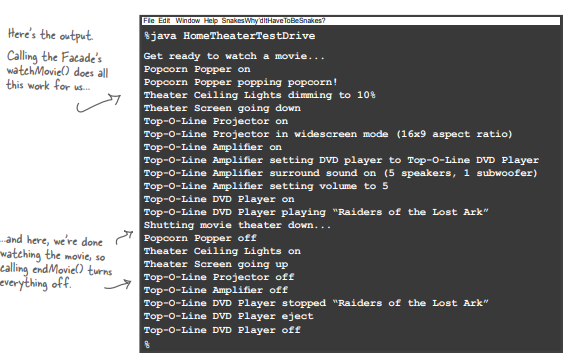 Here's the output.
Calling the Facade's
watchMovie() does all
this work for us...
File Edit Window Help SnakesWhy'dItHaveToBeSnakes?
%java HomeTheaterTestDrive
Get ready to watch a movie...
Popcorn Popper on
Popcorn Popper popping popcorn!
Theater Ceiling Lights dimming to 10%
Theater Screen going down
Top-O-Line Projector on
Top-O-Line Projector in widescreen mode (16x9 aspect ratio)
Top-O-Line Amplifier on
Top-O-Line Amplifier setting DVD player to Top-O-Line DVD Player
Top-O-Line Amplifier surround sound on (5 speakers, 1 subwoofer)
Top-O-Line Amplifier setting volume to 5
Top-O-Line DVD Player on
Top-O-Line DVD Player playing “Raiders of the Lost Ark”
Shutting movie theater down...
Popcorn Popper off
Theater Ceiling Lights on
Theater Screen going up
Top-O-Line Projector off
Top-O-Line Amplifier off
Top-O-Line DVD Player stopped “Raiders of the Lost Ark”
Top-O-Line DVD Player eject
Top-O-Line DVD Player off
%
...and here, we're done
watching the movie, so
calling endMovie() turns
everything off.